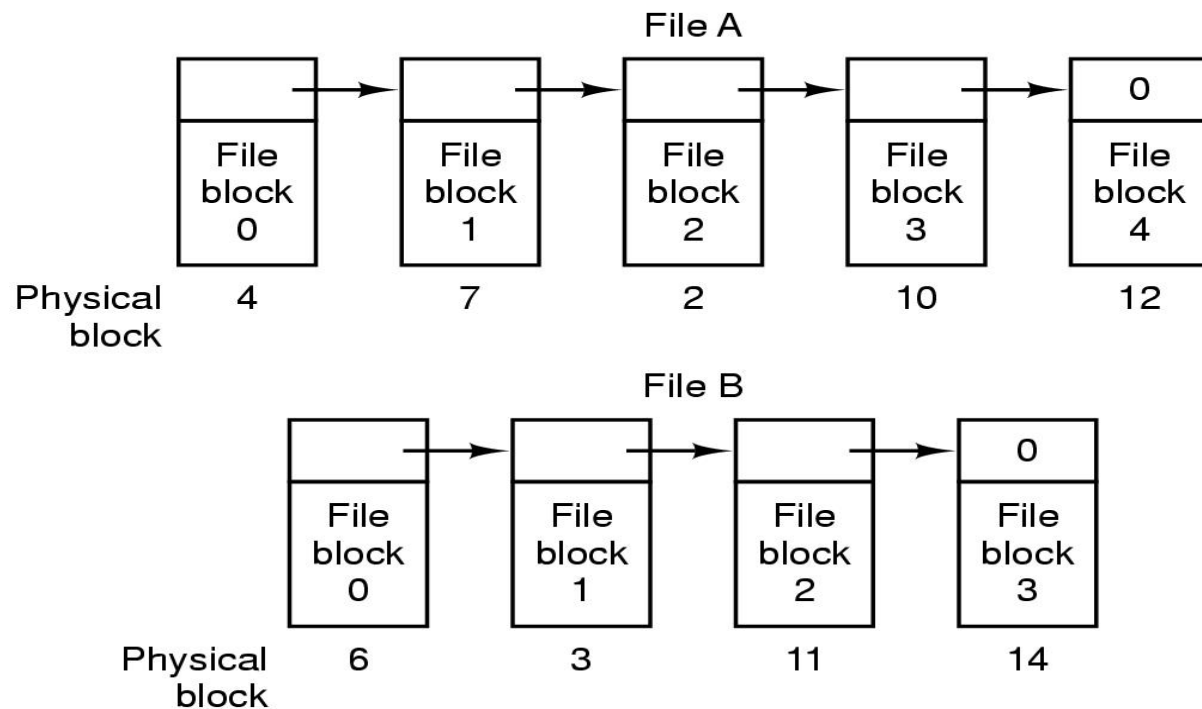 File A
0
File block 0
File block 1
File block 2
File block 3
File block 4
Physical block
4 7 2 10 12
File B
0
File block 0
File block 1
File block 2
File block 3
Physical block
6 3 11 14